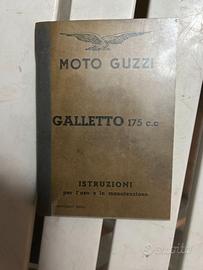 MOTO GUZZI
GALLETTO 175 c.c
ISTRUZIONI
per l'uso e la manutenzione